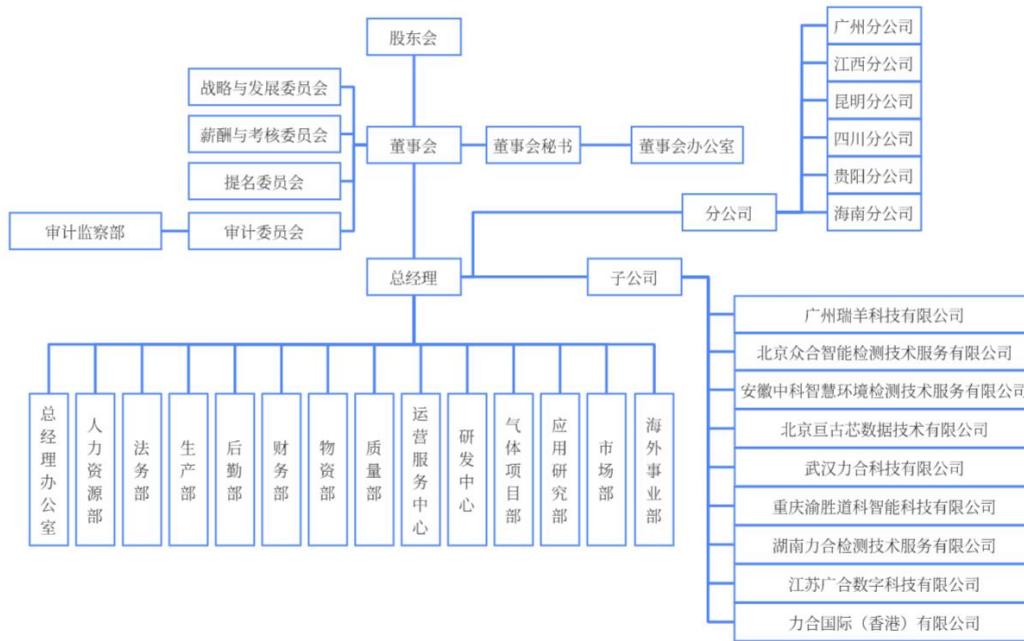 股东会
战略与发展委员会
薪酬与考核委员会
提名委员会
审计委员会
审计监察部
董事会
董事会秘书
董事会办公室
总经理
分公司
广州分公司
江西分公司
昆明分公司
四川分公司
贵阳分公司
海南分公司
子公司
广州瑞羊科技有限公司
北京众合智能检测技术服务有限公司
安徽中科智慧环境检测技术服务有限公司
北京亘古芯数据技术有限公司
武汉力合科技有限公司
重庆渝胜道科智能科技有限公司
湖南力合检测技术服务有限公司
江苏广合数字科技有限公司
力合国际（香港）有限公司
总经理办公室
人力资源部
法务部
生产部
后勤部
财务部
物资部
质量部
运营服务中心
研发中心
气体项目部
应用研究部
市场部
海外事业部